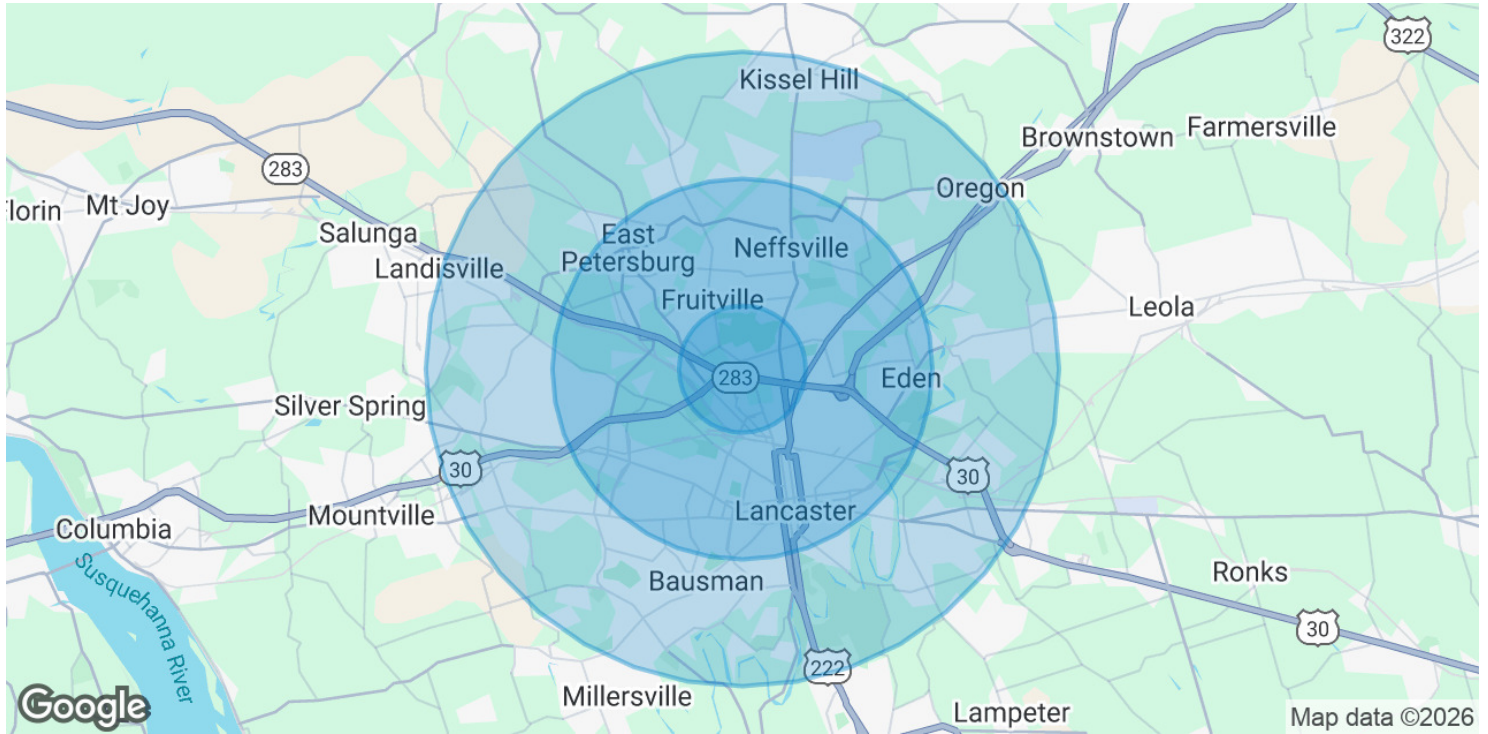 322
Kissel Hill
Brownstown
Farmersville
283
Oregon
Florin
Mt Joy
Salunga
East
Petersburg
Neffsville
Landisville
Fruitville
Leola
283
Eden
Silver Spring
30
30
Lancaster
Mountville
Columbia
Bausman
Ronks
Susquehanna River
30
222
Millersville
Lampeter
Google
Map data ©2026